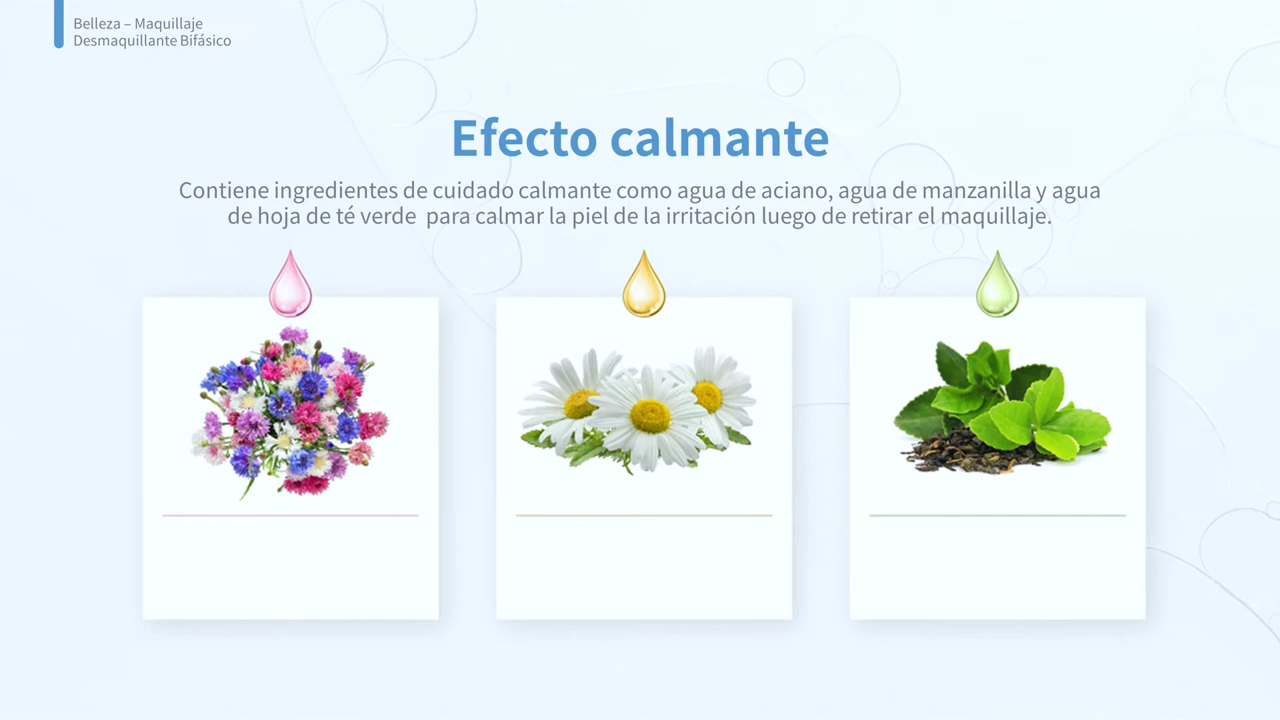 Belleza – Maquillaje
Desmaquillante Bifásico
Efecto calmante
Contiene ingredientes de cuidado calmante como agua de aciano, agua de manzanilla y agua
de hoja de té verde  para calmar la piel de la irritación luego de retirar el maquillaje.